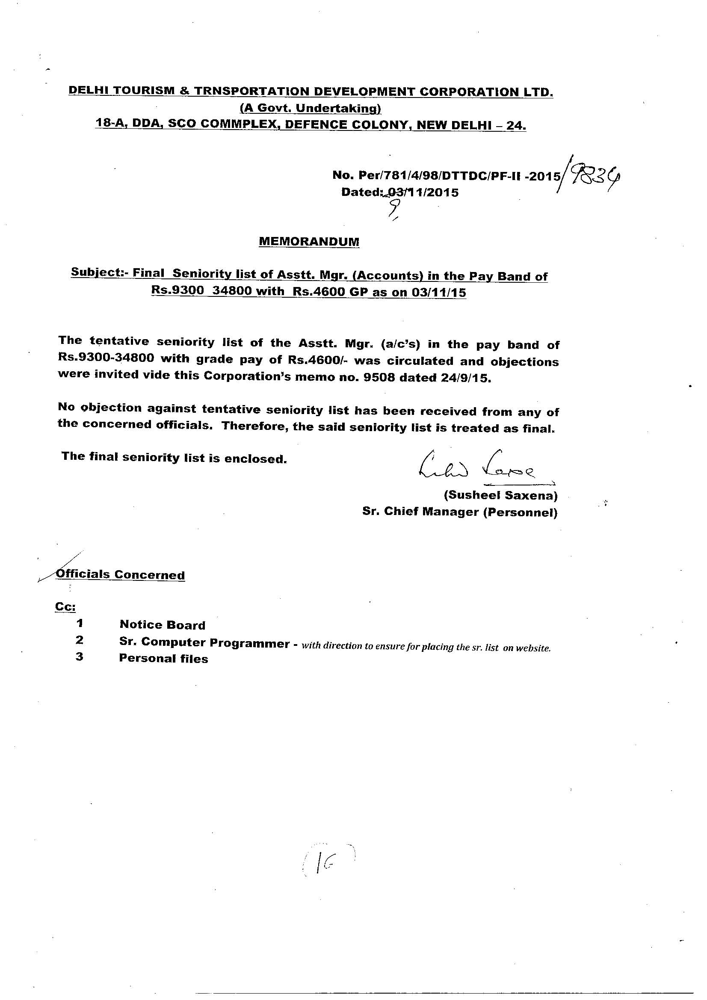 DELHI TOURISM & TRNSPORTATION DEVELOPMENT CORPORATION LTD.
(A Govt. Undertaking)
18-A, DDA, SCO COMMPLEX, DEFENCE COLONY, NEW DELHI – 24.
No. Per/781/4/98/DTTDC/PF-II -2015/9834
Dated: 03/11/2015
9
MEMORANDUM
Subject:- Final Seniority list of Asstt. Mgr. (Accounts) in the Pay Band of
Rs.9300 34800 with Rs.4600 GP as on 03/11/15
The tentative seniority list of the Asstt. Mgr. (a/c's) in the pay band of
Rs.9300-34800 with grade pay of Rs.4600/- was circulated and objections
were invited vide this Corporation's memo no. 9508 dated 24/9/15.
No objection against tentative seniority list has been received from any of
the concerned officials. Therefore, the said seniority list is treated as final.
The final seniority list is enclosed.
(Susheel Saxena)
Sr. Chief Manager (Personnel)
Officials Concerned
Cc:
1 Notice Board
2 Sr. Computer Programmer - with direction to ensure for placing the sr. list on website.
3 Personal files